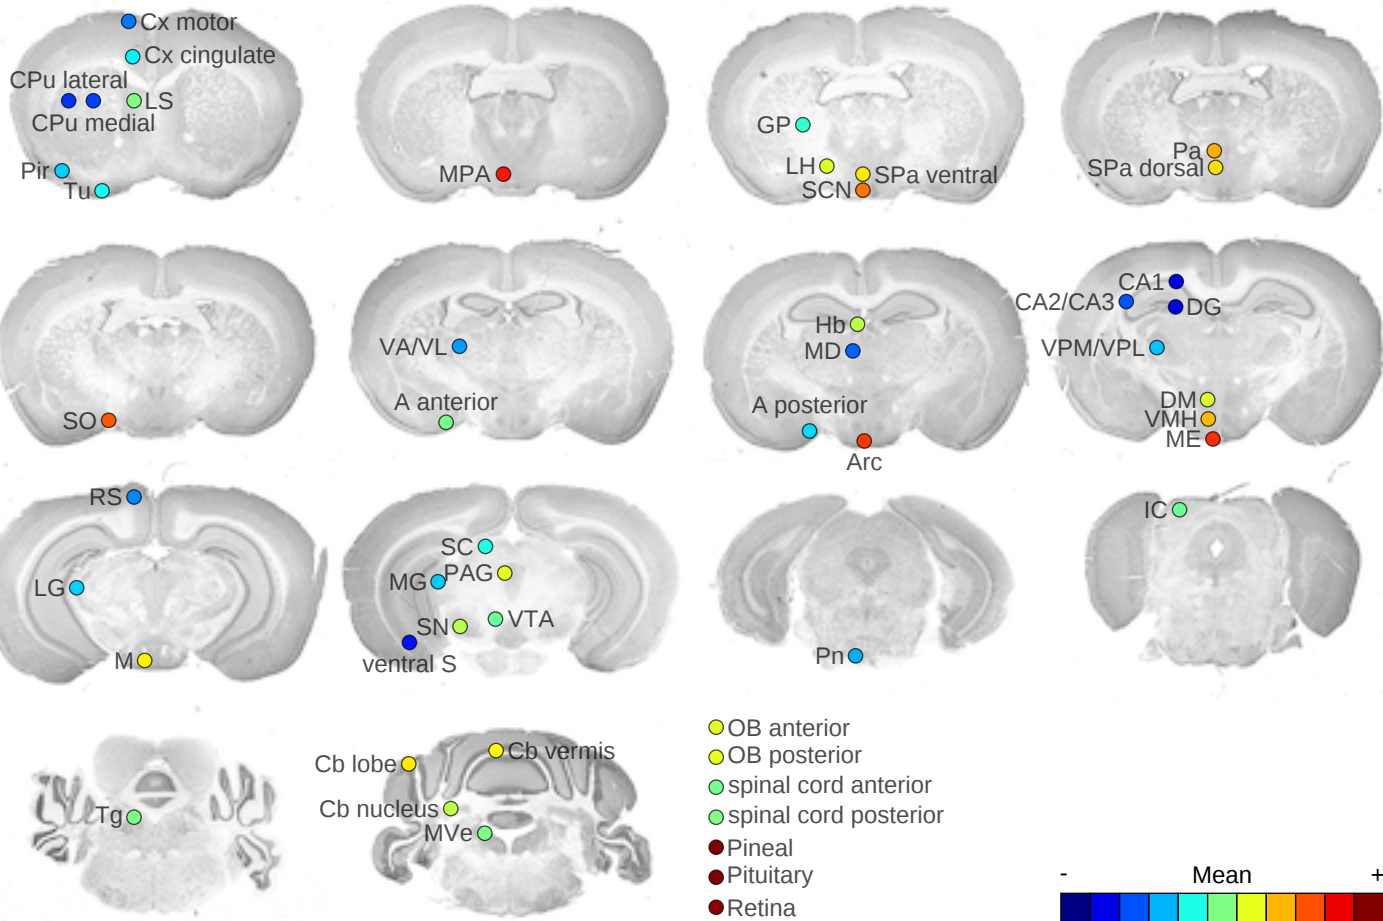 Cx motor
Cx cingulate
CPu lateral
LS
CPu medial
Pir
Tu
MPA
GP
LH
SPa ventral
SCN
Pa
SPa dorsal
SO
VA/VL
A anterior
Hb
MD
A posterior
Arc
CA1
CA2/CA3
DG
VPM/VPL
DM
VMH
ME
RS
LG
M
SC
PAG
MG
VTA
SN
ventral S
Pn
IC
Tg
Cb vermis
Cb lobe
Cb nucleus
MVe
OB anterior
OB posterior
spinal cord anterior
spinal cord posterior
Pineal
Pituitary
Retina
- Mean +